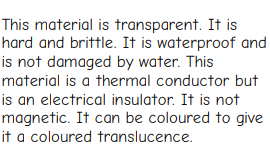 This material is transparent. It is
hard and brittle. It is waterproof and
is not damaged by water. This
material is a thermal conductor but
is an electrical insulator. It is not
magnetic. It can be coloured to give
it a coloured translucence.